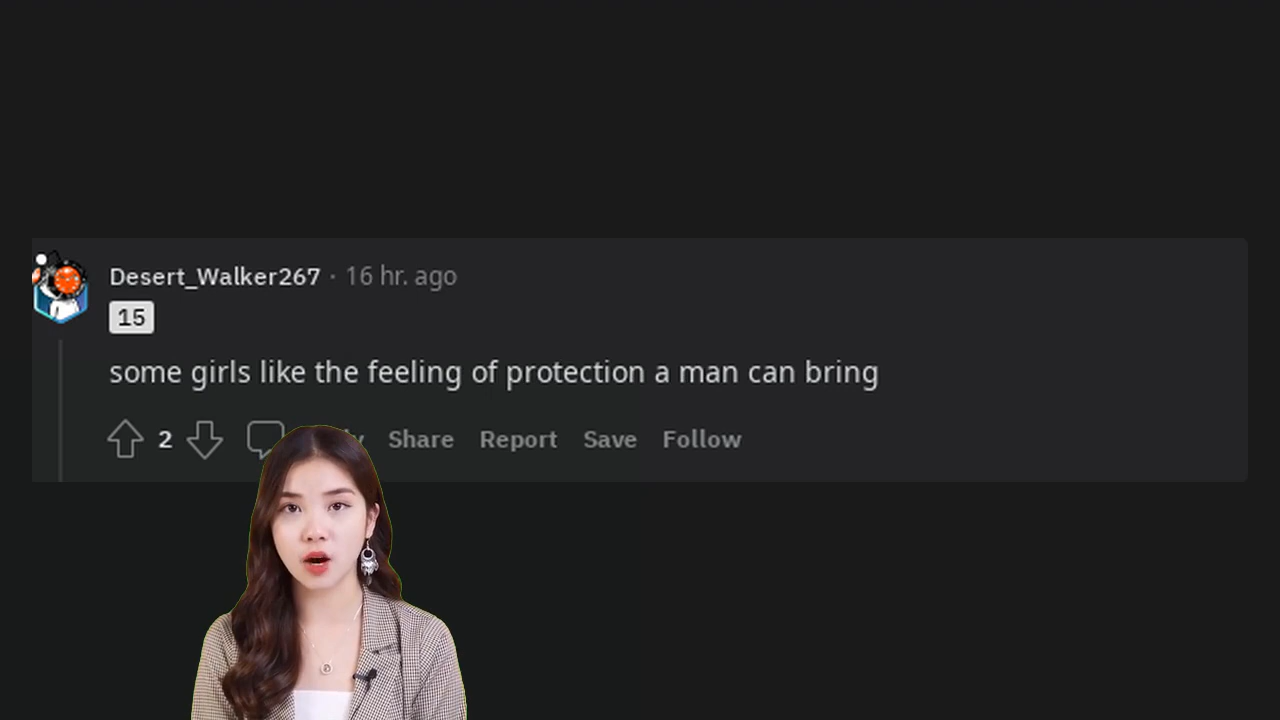 Desert_Walker267 · 16 hr. ago
15
some girls like the feeling of protection a man can bring
2 Share Report Save Follow